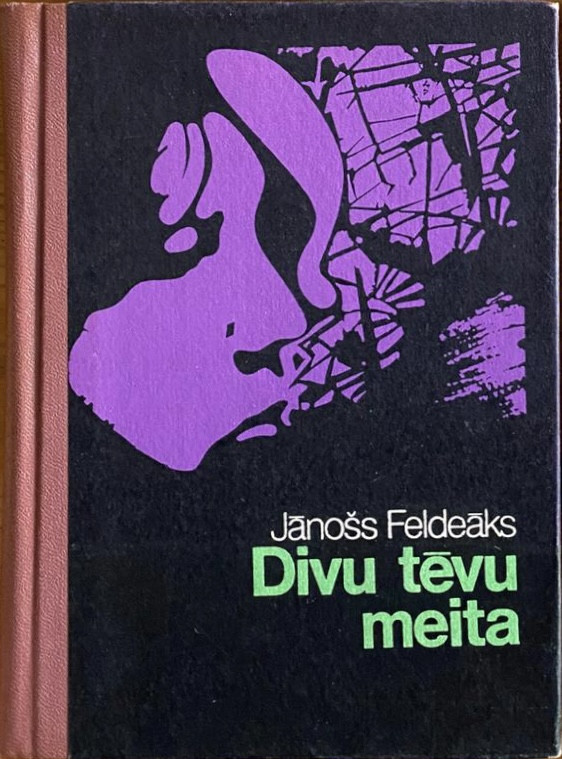 Jānošs Feldeāks
Divu tēvu
meita